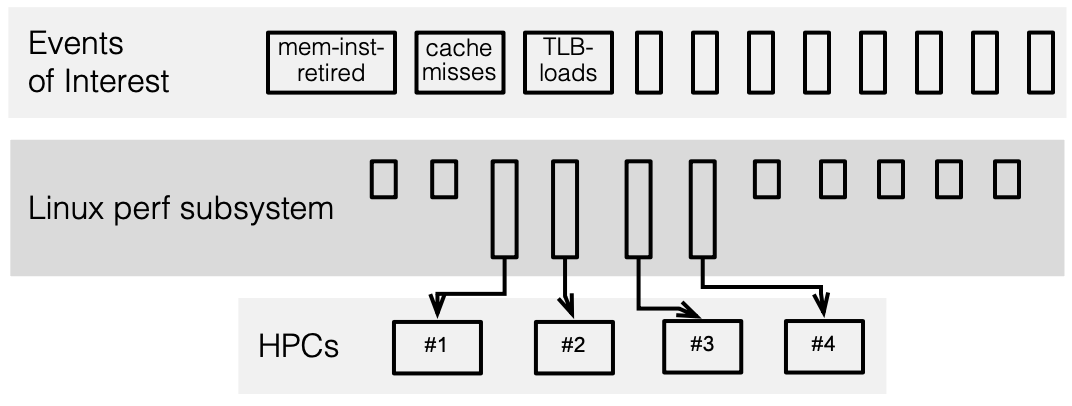 Events
of Interest
mem-inst-
retired
cache
misses
TLB-
loads
Linux perf subsystem
HPCs
#1
#2
#3
#4